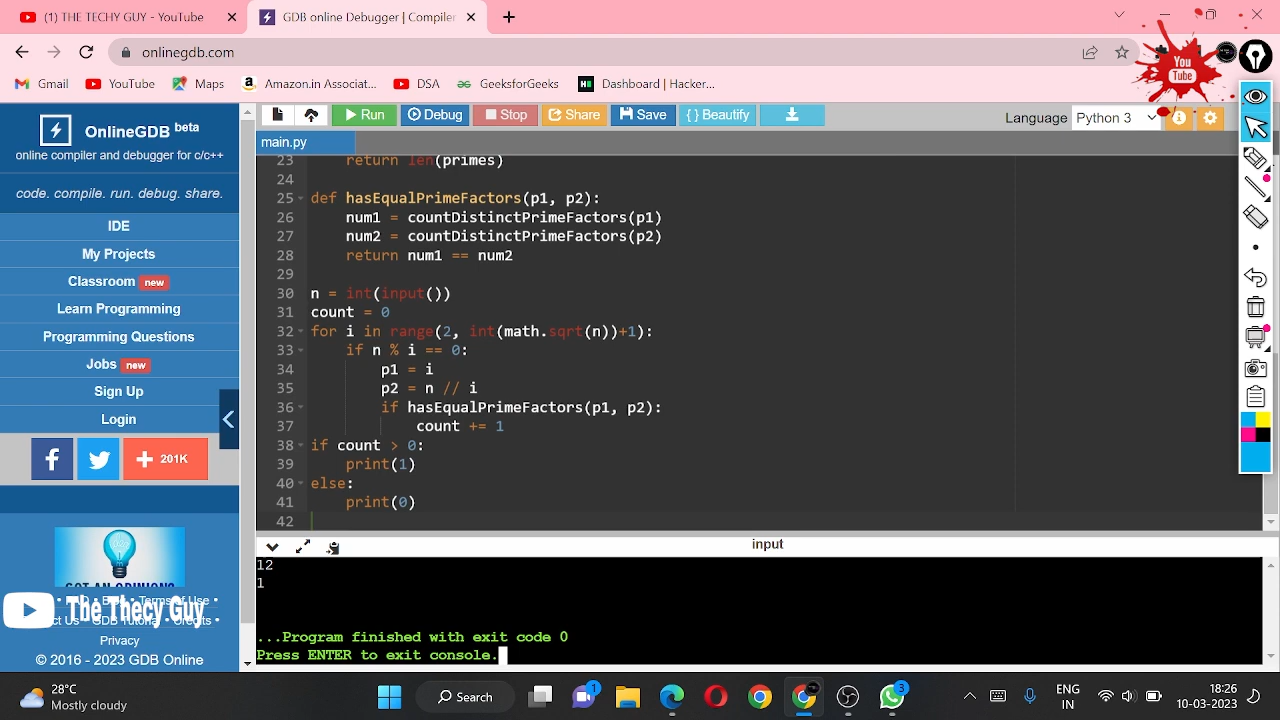 (1) THE TECHY GUY - YouTube
GDB online Debugger | Compiler
onlinegdb.com
Gmail
YouTube
Maps
Amazon.in Associat...
DSA
GeeksforGeeks
Dashboard | Hacker...
You
Tube
OnlineGDB beta
online compiler and debugger for c/c++
code. compile. run. debug. share.
IDE
My Projects
Classroom new
Learn Programming
Programming Questions
Jobs new
Sign Up
Login
201K
The Thecy Guy
Terms of Use
GDB Tutorial • Credits •
Privacy
© 2016 - 2023 GDB Online
Run
Debug
Stop
Share
Save
{ } Beautify
Language Python 3
main.py
23 return len(primes)
24
25 def hasEqualPrimeFactors(p1, p2):
26 num1 = countDistinctPrimeFactors(p1)
27 num2 = countDistinctPrimeFactors(p2)
28 return num1 == num2
29
30 n = int(input())
31 count = 0
32 for i in range(2, int(math.sqrt(n))+1):
33 if n % i == 0:
34 p1 = i
35 p2 = n // i
36 if hasEqualPrimeFactors(p1, p2):
37 count += 1
38 if count > 0:
39 print(1)
40 else:
41 print(0)
42
input
12
1
...Program finished with exit code 0
Press ENTER to exit console.
28°C
Mostly cloudy
Search
1
3
ENG
IN
18:26
10-03-2023